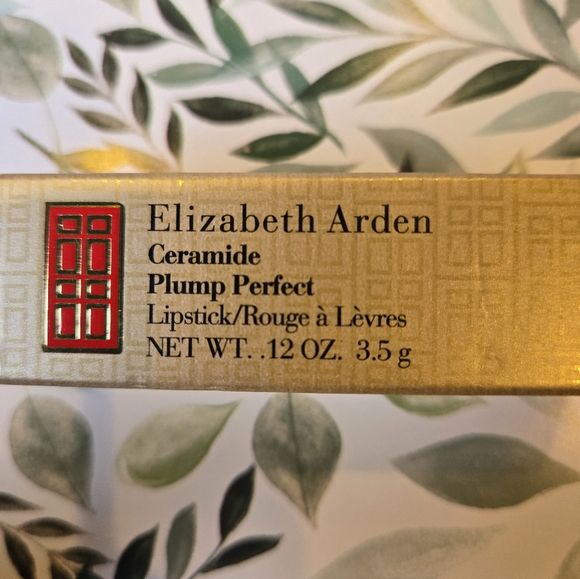 Elizabeth Arden
Ceramide
Plump Perfect
Lipstick/Rouge à Lèvres
NET WT. .12 OZ. 3.5 g